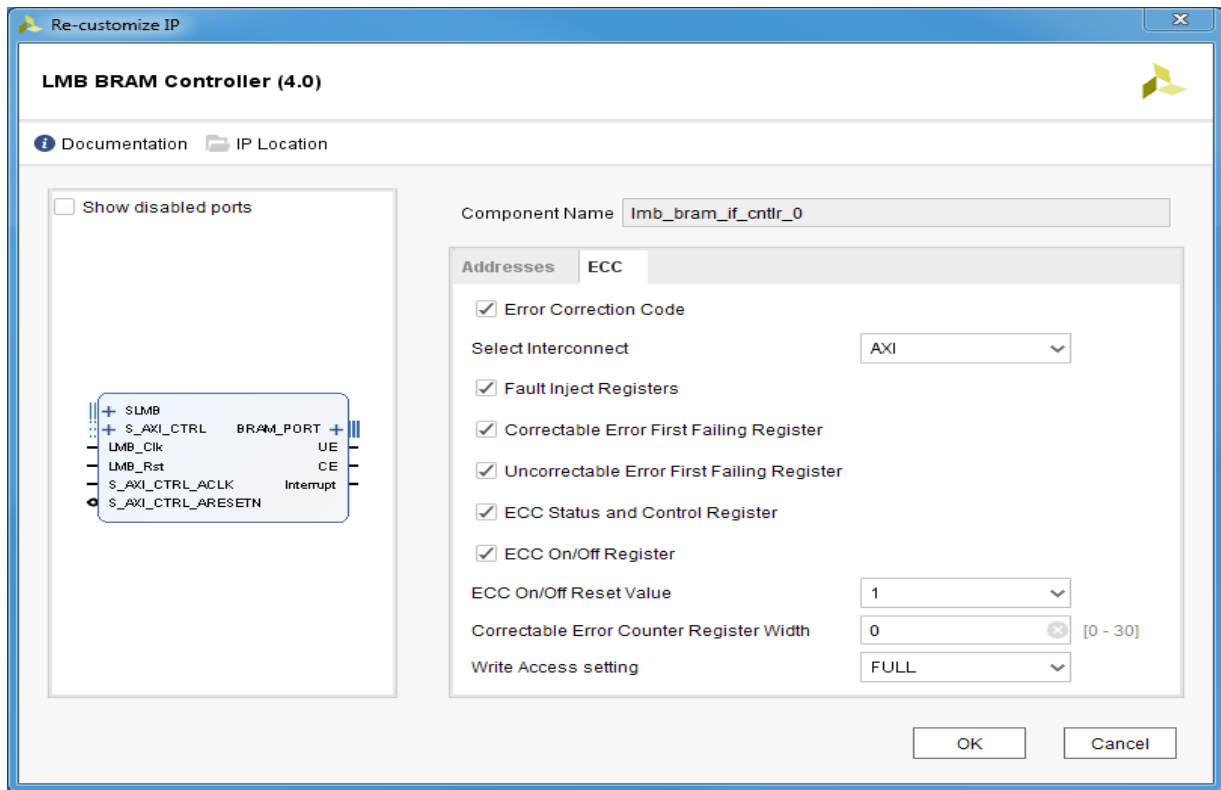 Re-customize IP
LMB BRAM Controller (4.0)
Documentation IP Location
Show disabled ports
SLMB
S_AXI_CTRL BRAM_PORT
LMB_Clk UE
LMB_Rst CE
S_AXI_CTRL_ACLK Interrupt
S_AXI_CTRL_ARESETN
Component Name lmb_bram_if_cntlr_0
Addresses ECC
Error Correction Code
Select Interconnect AXI
Fault Inject Registers
Correctable Error First Failing Register
Uncorrectable Error First Failing Register
ECC Status and Control Register
ECC On/Off Register
ECC On/Off Reset Value 1
Correctable Error Counter Register Width 0 [0 - 30]
Write Access setting FULL
OK Cancel